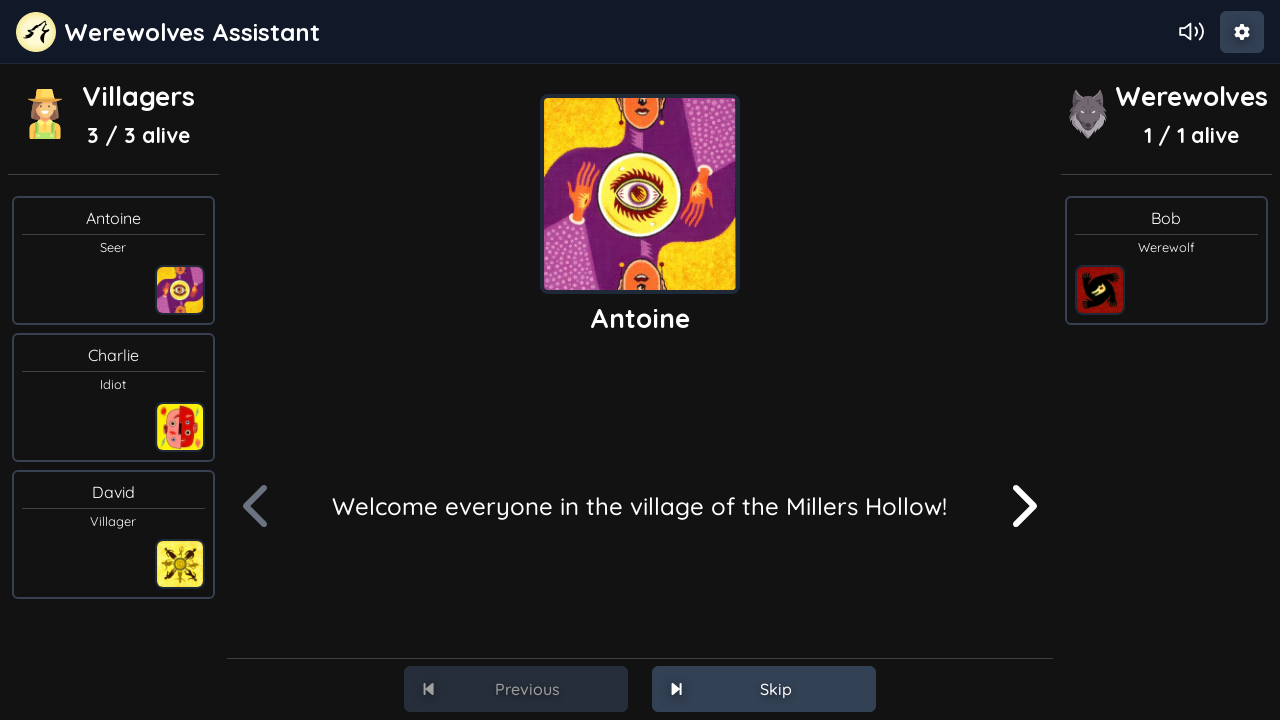 Werewolves Assistant
Villagers
3 / 3 alive
Antoine
Seer
Charlie
Idiot
David
Villager
Antoine
Welcome everyone in the village of the Millers Hollow!
Previous
Skip
Werewolves
1 / 1 alive
Bob
Werewolf